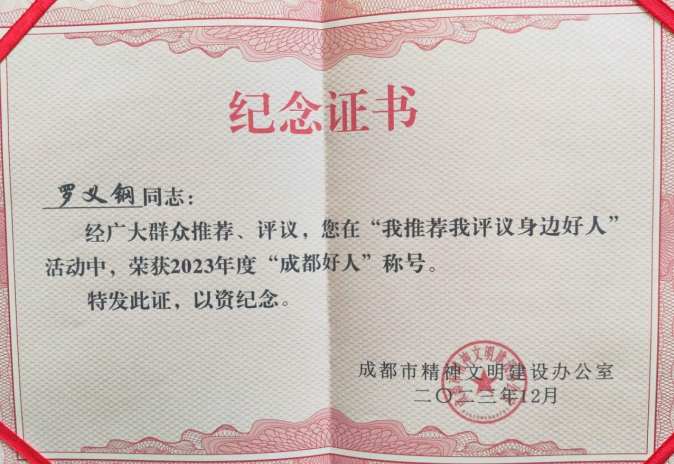 纪念证书
罗义钢同志：
经广大群众推荐、评议，您在“我推荐我评议身边好人”
活动中，荣获2023年度“成都好人”称号。
特发此证，以资纪念。
成都市精神文明建设办公室
二〇二三年12月